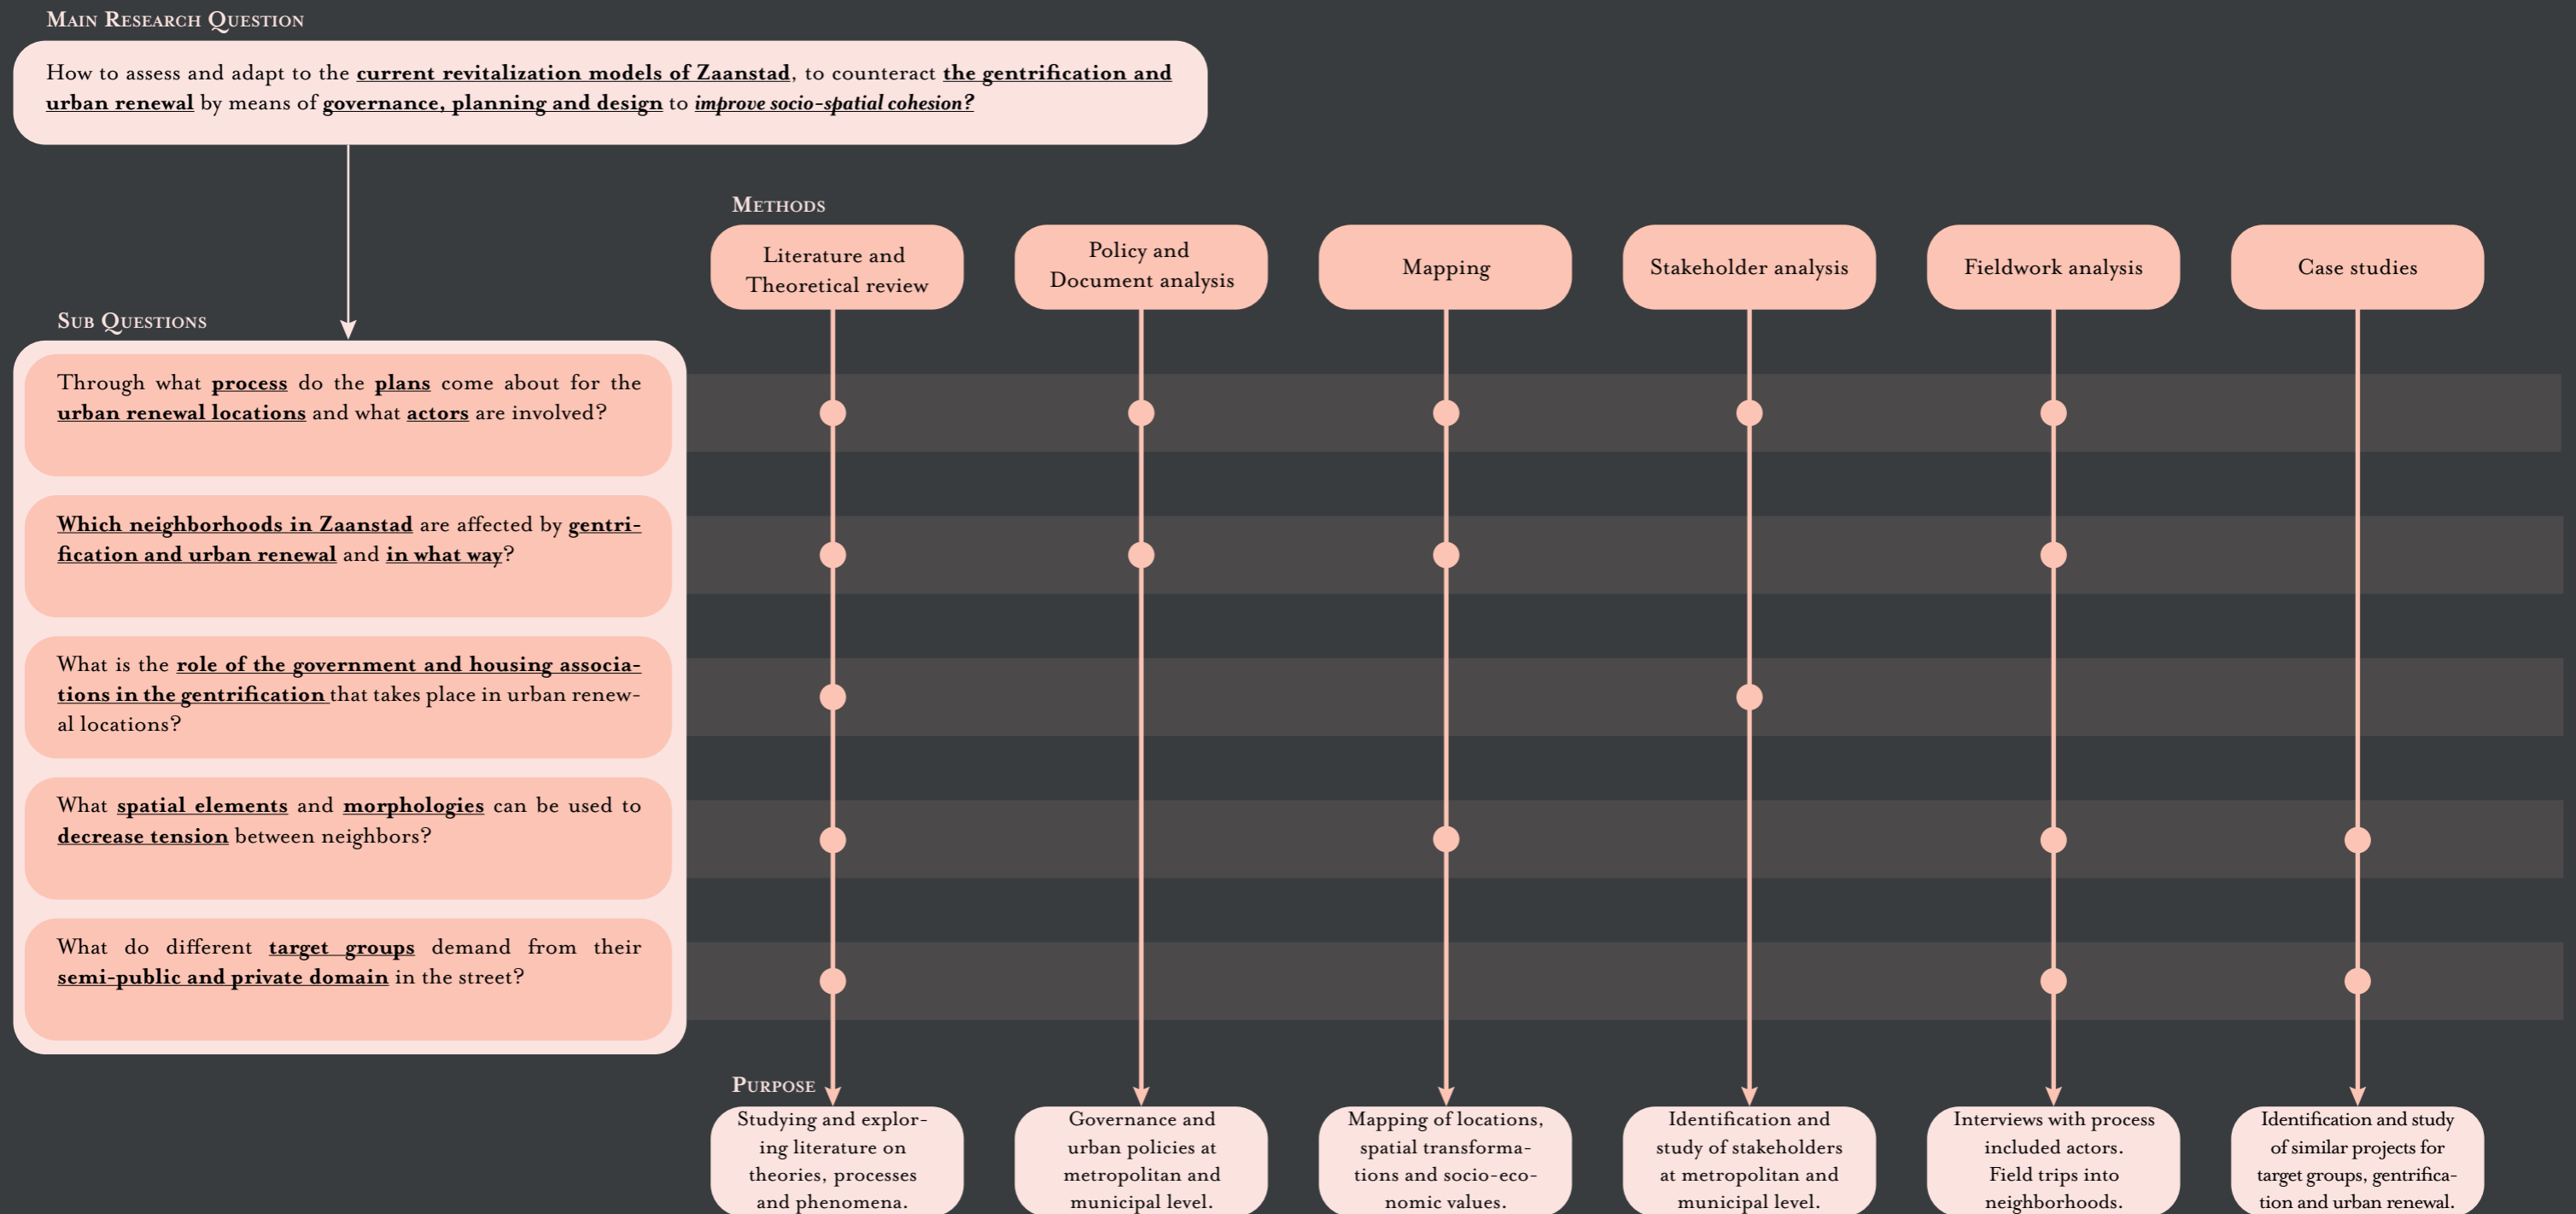 Main Research Question
How to assess and adapt to the current revitalization models of Zaanstad, to counteract the gentrification and
urban renewal by means of governance, planning and design to improve socio-spatial cohesion?
Methods
Literature and
Theoretical review
Policy and
Document analysis
Mapping
Stakeholder analysis
Fieldwork analysis
Case studies
Sub Questions
Through what process do the plans come about for the
urban renewal locations and what actors are involved?
Which neighborhoods in Zaanstad are affected by gentri-
fication and urban renewal and in what way?
What is the role of the government and housing associa-
tions in the gentrification that takes place in urban renew-
al locations?
What spatial elements and morphologies can be used to
decrease tension between neighbors?
What do different target groups demand from their
semi-public and private domain in the street?
Purpose
Studying and explor-
ing literature on
theories, processes
and phenomena.
Governance and
urban policies at
metropolitan and
municipal level.
Mapping of locations,
spatial transforma-
tions and socio-eco-
nomic values.
Identification and
study of stakeholders
at metropolitan and
municipal level.
Interviews with process
included actors.
Field trips into
neighborhoods.
Identification and study
of similar projects for
target groups, gentrifica-
tion and urban renewal.